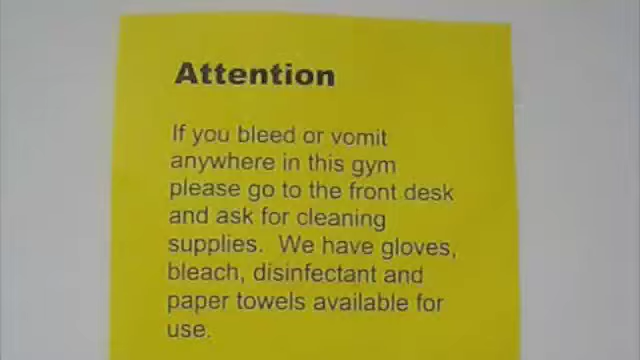 Attention
If you bleed or vomit
anywhere in this gym
please go to the front desk
and ask for cleaning
supplies.  We have gloves,
bleach, disinfectant and
paper towels available for
use.